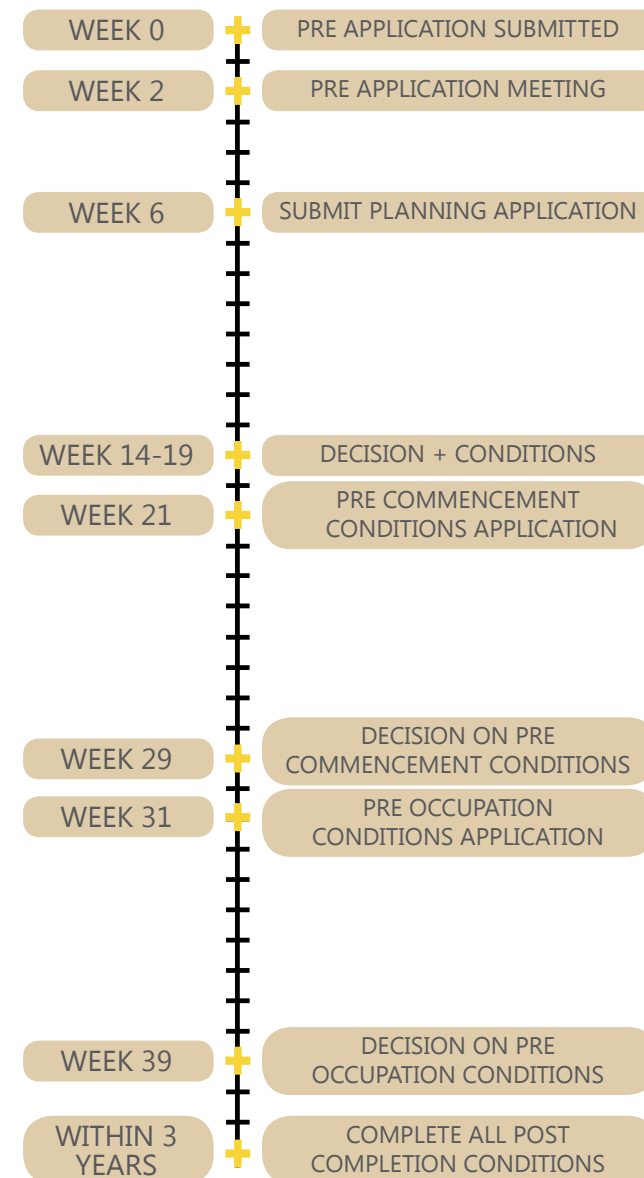 WEEK 0
PRE APPLICATION SUBMITTED
WEEK 2
PRE APPLICATION MEETING
WEEK 6
SUBMIT PLANNING APPLICATION
WEEK 14-19
DECISION + CONDITIONS
WEEK 21
PRE COMMENCEMENT
CONDITIONS APPLICATION
WEEK 29
DECISION ON PRE
COMMENCEMENT CONDITIONS
WEEK 31
PRE OCCUPATION
CONDITIONS APPLICATION
WEEK 39
DECISION ON PRE
OCCUPATION CONDITIONS
WITHIN 3
YEARS
COMPLETE ALL POST
COMPLETION CONDITIONS